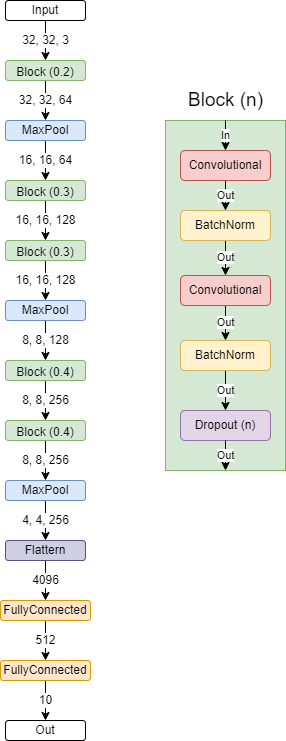 Input
32, 32, 3
Block (0.2)
32, 32, 64
MaxPool
16, 16, 64
Block (0.3)
16, 16, 128
Block (0.3)
16, 16, 128
MaxPool
8, 8, 128
Block (0.4)
8, 8, 256
Block (0.4)
8, 8, 256
MaxPool
4, 4, 256
Flattern
4096
FullyConnected
512
FullyConnected
10
Out
Block (n)
In
Convolutional
Out
BatchNorm
Out
Convolutional
Out
BatchNorm
Out
Dropout (n)
Out